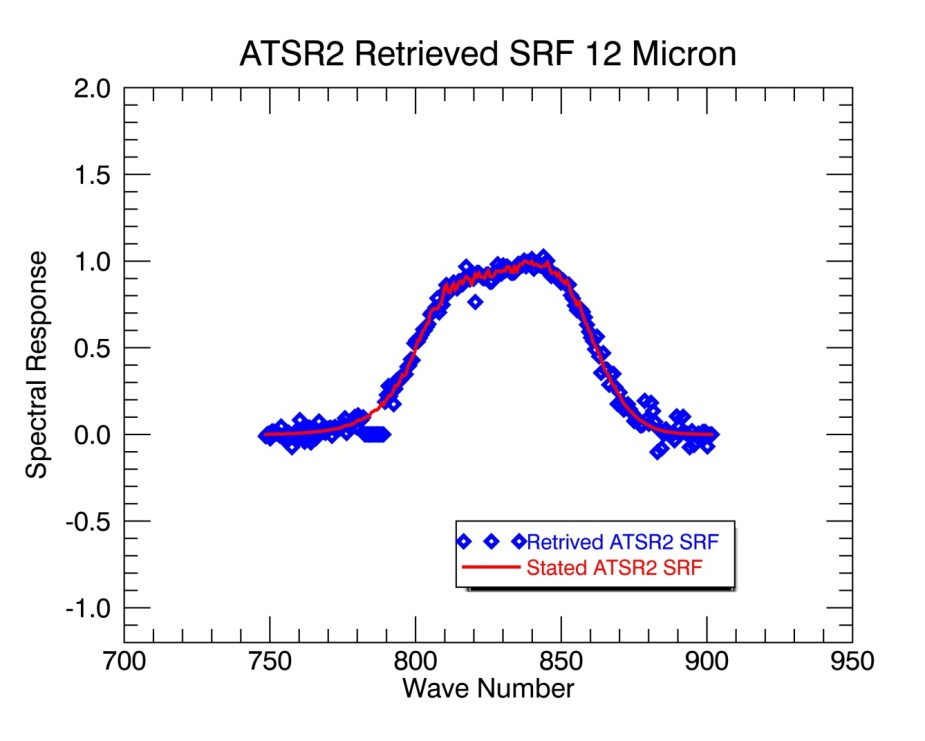 ATSR2 Retrieved SRF 12 Micron
2.0
1.5
1.0
0.5
0.0
-0.5
-1.0
Spectral Response
Retrived ATSR2 SRF
Stated ATSR2 SRF
700 750 800 850 900 950
Wave Number